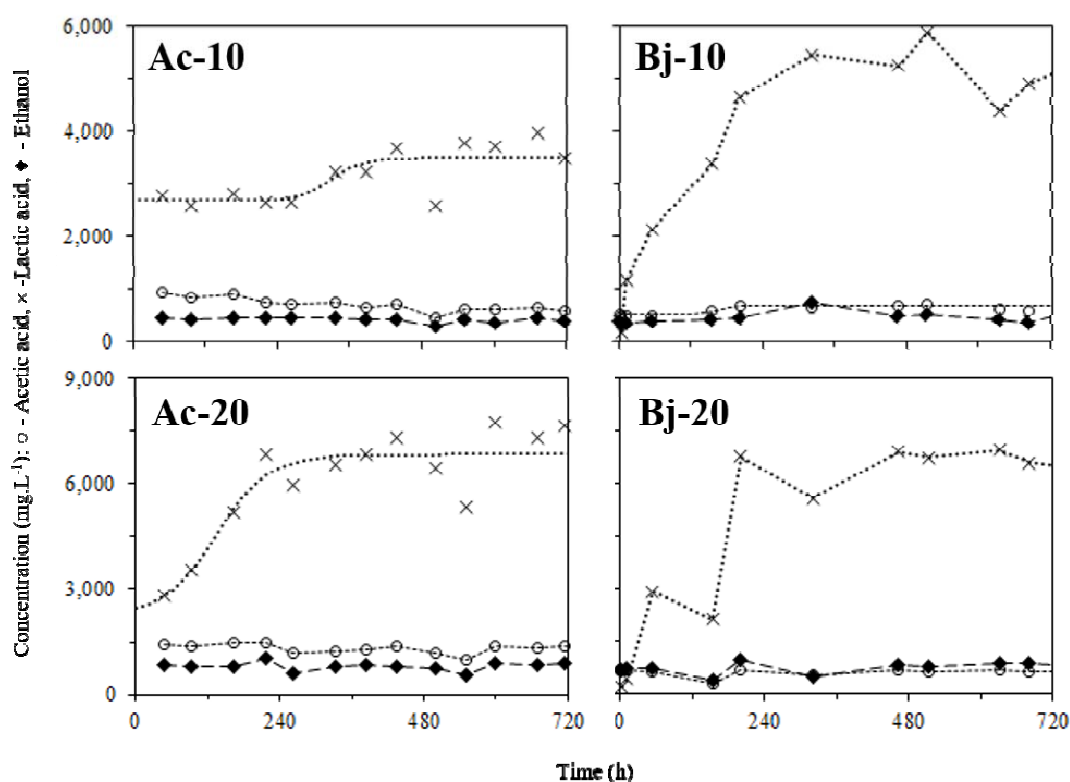 Concentration (mg.L⁻¹): ○ - Acetic acid, × -Lactic acid, ◆ - Ethanol
6,000
4,000
2,000
0
Ac-10
Bj-10
9,000
6,000
3,000
0
Ac-20
Bj-20
0 240 480 720
0 240 480 720
Time (h)